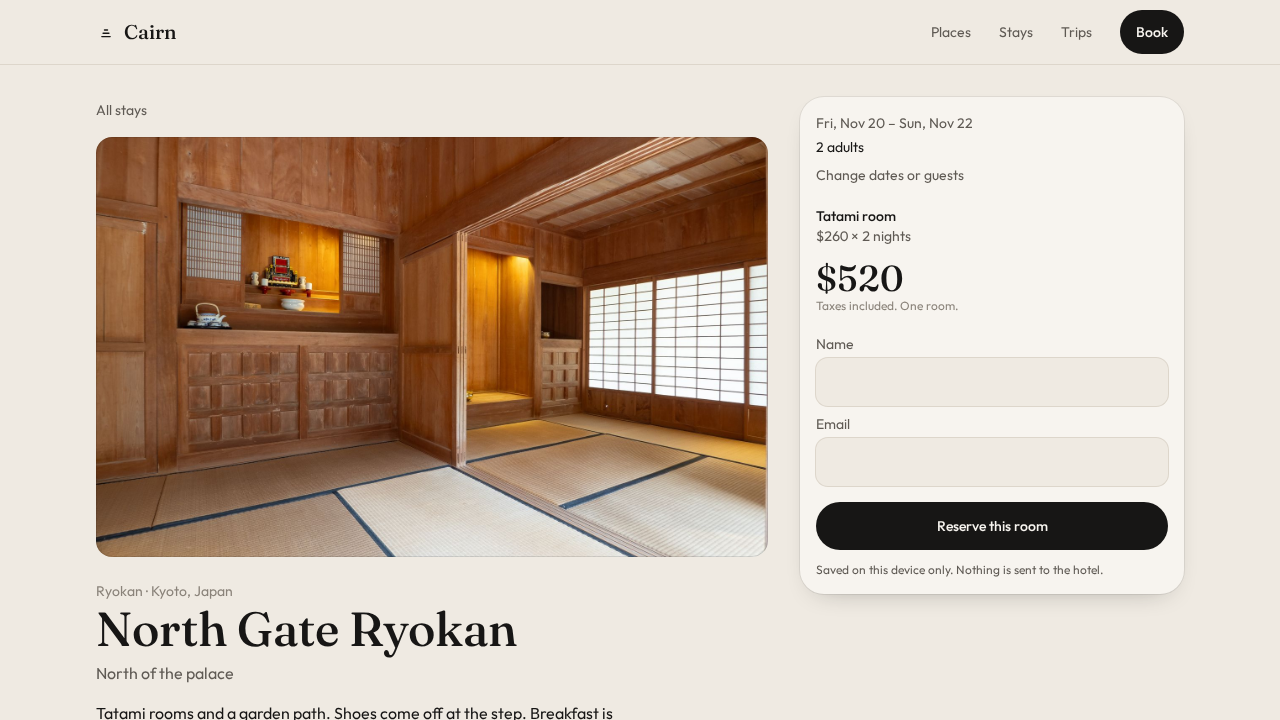 Cairn
Places
Stays
Trips
Book
All stays
Ryokan · Kyoto, Japan
North Gate Ryokan
North of the palace
Tatami rooms and a garden path. Shoes come off at the step. Breakfast is
Fri, Nov 20 – Sun, Nov 22
2 adults
Change dates or guests
Tatami room
$260 × 2 nights
$520
Taxes included. One room.
Name
Email
Reserve this room
Saved on this device only. Nothing is sent to the hotel.